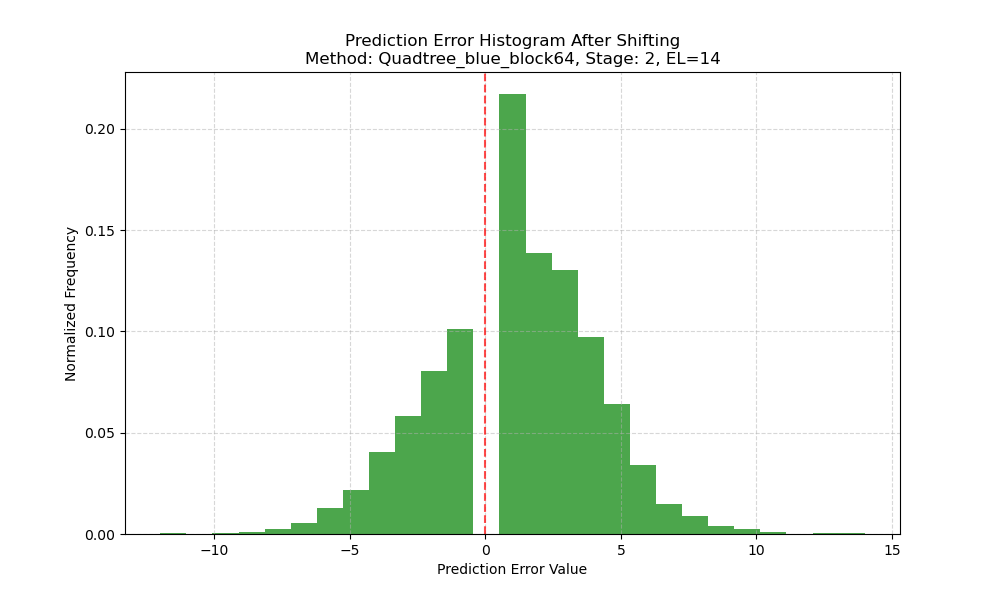 Prediction Error Histogram After Shifting
Method: Quadtree_blue_block64, Stage: 2, EL=14
Normalized Frequency
0.20
0.15
0.10
0.05
0.00
−10
−5
0
5
10
15
Prediction Error Value